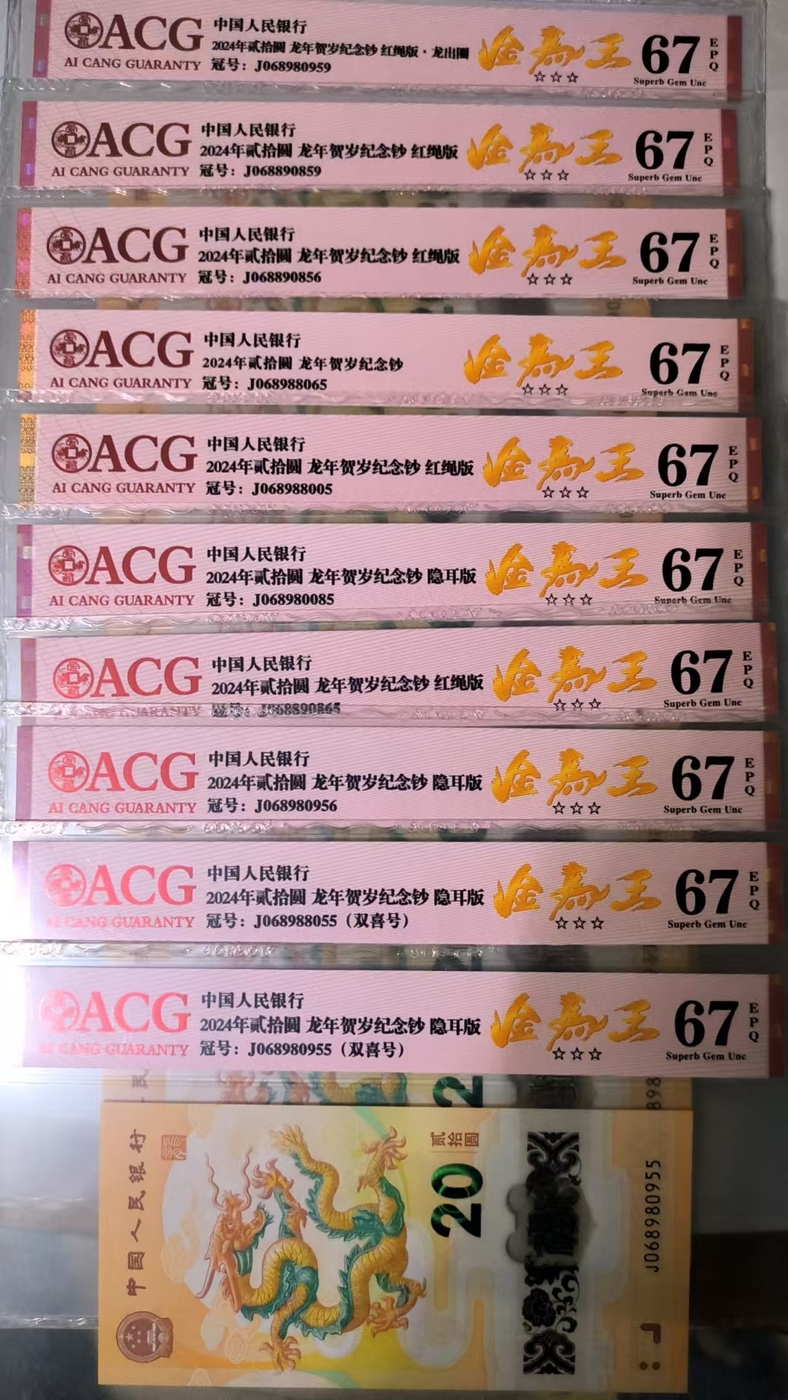 ACG
AI CANG GUARANTY
中国人民银行
2024年贰拾圆 龙年贺岁纪念钞 红绳版·龙出圈
冠号：J068980959
金馬王
☆☆☆
67
EPQ
Superb Gem Unc
ACG
AI CANG GUARANTY
中国人民银行
2024年贰拾圆 龙年贺岁纪念钞 红绳版
冠号：J068890859
金馬王
☆☆☆
67
EPQ
Superb Gem Unc
ACG
AI CANG GUARANTY
中国人民银行
2024年贰拾圆 龙年贺岁纪念钞 红绳版
冠号：J068890856
金馬王
☆☆☆
67
EPQ
Superb Gem Unc
ACG
AI CANG GUARANTY
中国人民银行
2024年贰拾圆 龙年贺岁纪念钞
冠号：J068988065
金馬王
☆☆☆
67
EPQ
Superb Gem Unc
ACG
AI CANG GUARANTY
中国人民银行
2024年贰拾圆 龙年贺岁纪念钞 红绳版
冠号：J068988005
金馬王
☆☆☆
67
EPQ
Superb Gem Unc
ACG
AI CANG GUARANTY
中国人民银行
2024年贰拾圆 龙年贺岁纪念钞 隐耳版
冠号：J068980085
金馬王
☆☆☆
67
EPQ
Superb Gem Unc
ACG
AI CANG GUARANTY
中国人民银行
2024年贰拾圆 龙年贺岁纪念钞 红绳版
冠号：J068890865
金馬王
☆☆☆
67
EPQ
Superb Gem Unc
ACG
AI CANG GUARANTY
中国人民银行
2024年贰拾圆 龙年贺岁纪念钞 隐耳版
冠号：J068980956
金馬王
☆☆☆
67
EPQ
Superb Gem Unc
ACG
AI CANG GUARANTY
中国人民银行
2024年贰拾圆 龙年贺岁纪念钞 隐耳版
冠号：J068988055（双喜号）
金馬王
☆☆☆
67
EPQ
Superb Gem Unc
ACG
AI CANG GUARANTY
中国人民银行
2024年贰拾圆 龙年贺岁纪念钞 隐耳版
冠号：J068980955（双喜号）
金馬王
☆☆☆
67
EPQ
Superb Gem Unc
中国人民银行
贰拾圆
20
J068980955